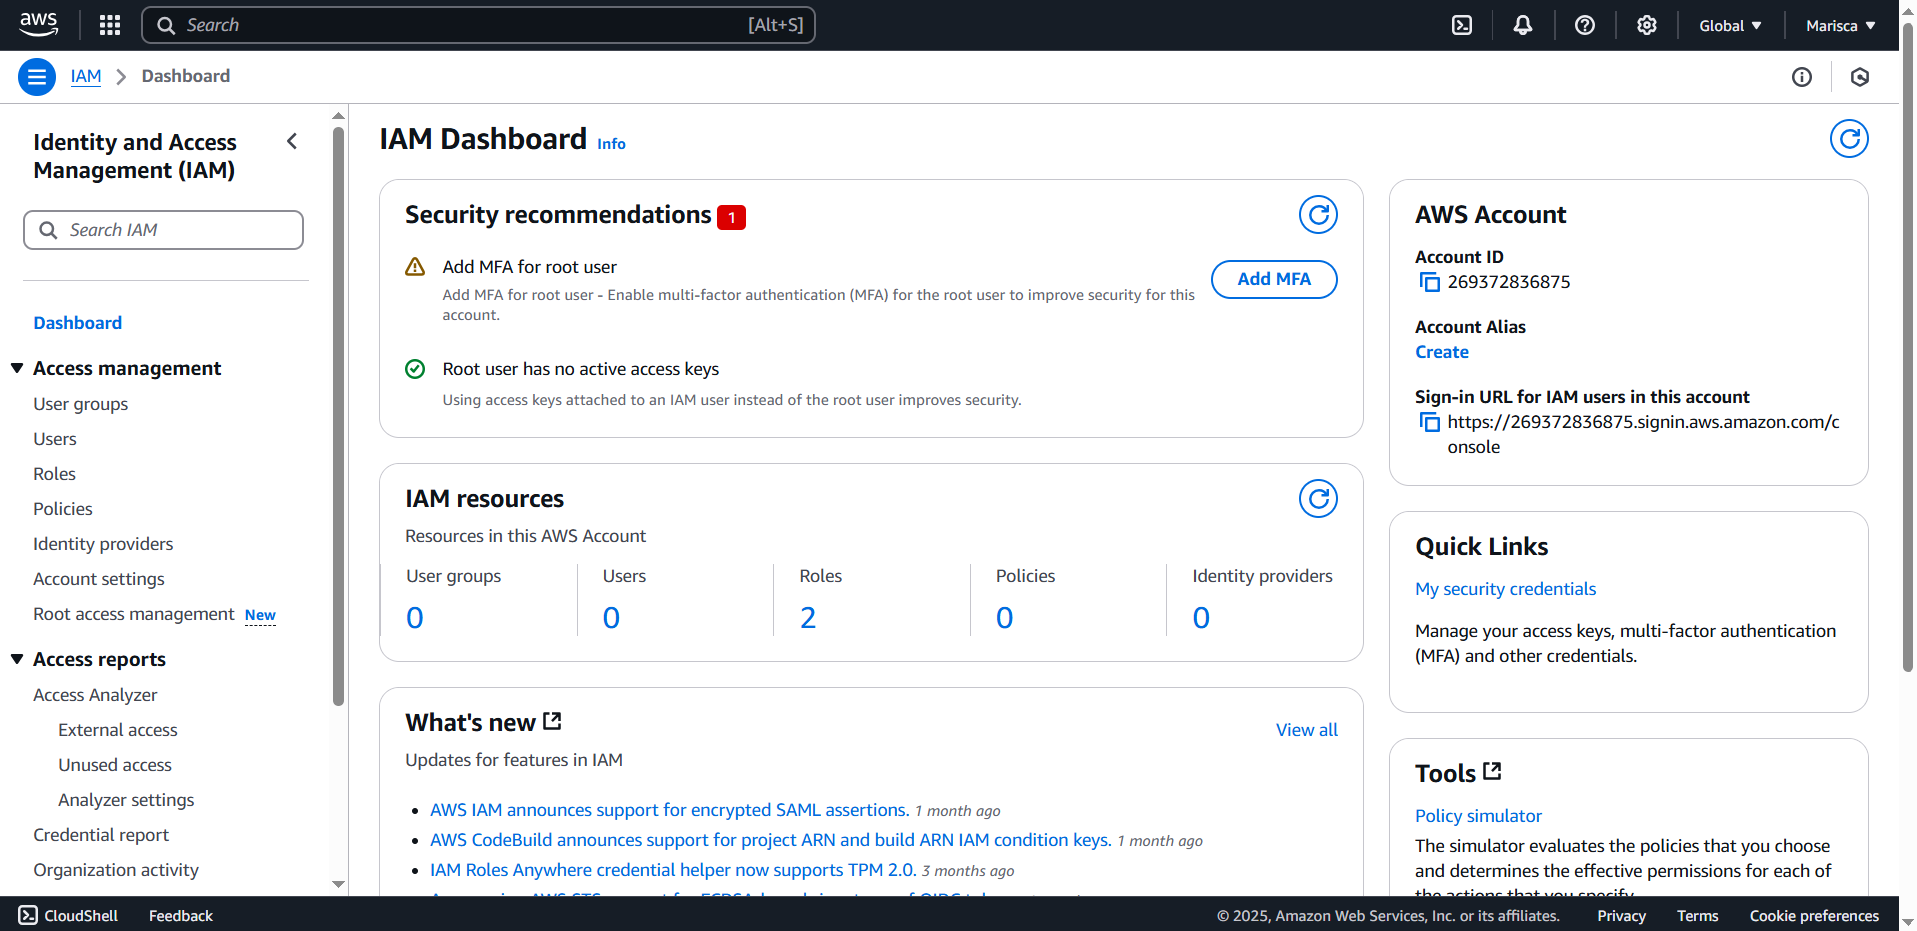 aws
Search
[Alt+S]
Global
Marisca
IAM
Dashboard
Identity and Access
Management (IAM)
Search IAM
Dashboard
Access management
User groups
Users
Roles
Policies
Identity providers
Account settings
Root access management New
Access reports
Access Analyzer
External access
Unused access
Analyzer settings
Credential report
Organization activity
IAM Dashboard Info
Security recommendations 1
Add MFA for root user
Add MFA for root user - Enable multi-factor authentication (MFA) for the root user to improve security for this
account.
Add MFA
Root user has no active access keys
Using access keys attached to an IAM user instead of the root user improves security.
IAM resources
Resources in this AWS Account
User groups
0
Users
0
Roles
2
Policies
0
Identity providers
0
What's new
View all
Updates for features in IAM
AWS IAM announces support for encrypted SAML assertions. 1 month ago
AWS CodeBuild announces support for project ARN and build ARN IAM condition keys. 1 month ago
IAM Roles Anywhere credential helper now supports TPM 2.0. 3 months ago
AWS Account
Account ID
269372836875
Account Alias
Create
Sign-in URL for IAM users in this account
https://269372836875.signin.aws.amazon.com/c
onsole
Quick Links
My security credentials
Manage your access keys, multi-factor authentication
(MFA) and other credentials.
Tools
Policy simulator
The simulator evaluates the policies that you choose
and determines the effective permissions for each of
the actions that you specify.
CloudShell
Feedback
© 2025, Amazon Web Services, Inc. or its affiliates.
Privacy
Terms
Cookie preferences